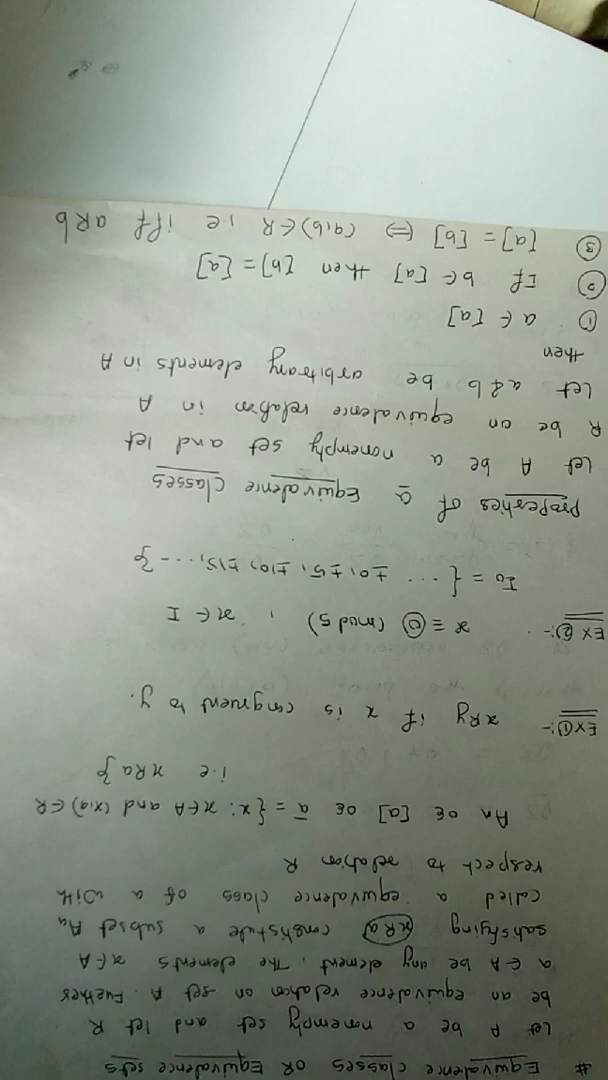 # Equivalence classes OR Equivalence sets
Let A be a nonempty set and let R
be an equivalence relation on set A. Further
a ∈ A be any element. The elements x ∈ A
satisfying (xRa) constitute a subset Aa
called a equivalence class of a with
respect to relation R
Aa OR [a] OR a̅ = {x : x ∈ A and (x,a) ∈ R
i.e xRa}
EX①:- xRy if x is congruent to y.
EX②:- x ≡ ⓪ (mod 5) , x ∈ I
I₀ = { ... ±0, ±5, ±10, ±15, ---}
properties of a Equivalence classes
Let A be a nonempty set and let
R be an equivalence relation in A
Let a & b be arbitrary elements in A
then
① a ∈ [a]
② If b ∈ [a] then [b] = [a]
③ [a] = [b] ⇔ (a,b) ∈ R i.e iff aRb